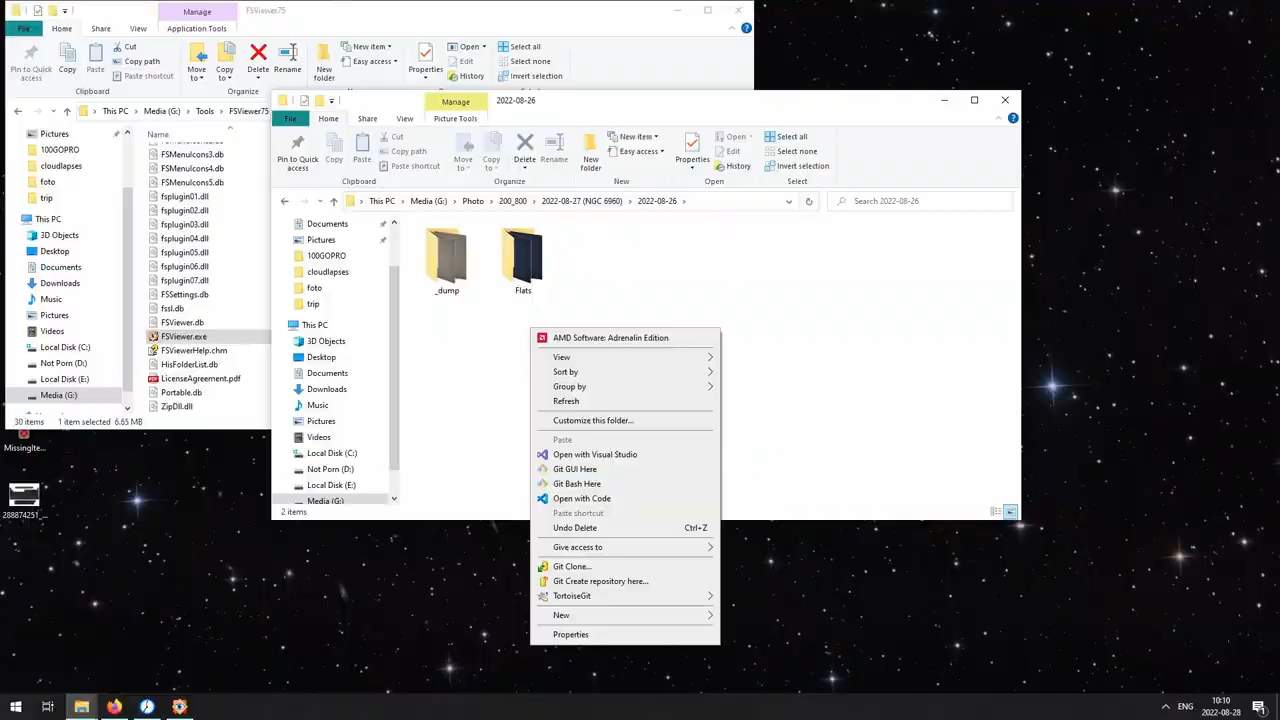 Manage
FSViewer75
File
Home
Share
View
Application Tools
Pin to Quick access
Copy
Paste
Cut
Copy path
Paste shortcut
Move to
Copy to
Delete
Rename
New folder
New item
Easy access
Properties
Open
Edit
History
Select all
Select none
Invert selection
Clipboard
Organize
This PC
Media (G:)
Tools
FSViewer75
Pictures
100GOPRO
cloudlapses
foto
trip
This PC
3D Objects
Desktop
Documents
Downloads
Music
Pictures
Videos
Local Disk (C:)
Not Porn (D:)
Local Disk (E:)
Media (G:)
Name
FSMenuIcons3.db
FSMenuIcons4.db
FSMenuIcons5.db
fsplugin01.dll
fsplugin02.dll
fsplugin03.dll
fsplugin04.dll
fsplugin05.dll
fsplugin06.dll
fsplugin07.dll
FSSettings.db
fssl.db
FSViewer.db
FSViewer.exe
FSViewerHelp.chm
HisFolderList.db
LicenseAgreement.pdf
Portable.db
ZipDll.dll
30 items
1 item selected 6.65 MB
Manage
2022-08-26
File
Home
Share
View
Picture Tools
Pin to Quick access
Copy
Paste
Cut
Copy path
Paste shortcut
Move to
Copy to
Delete
Rename
New folder
New item
Easy access
Properties
Open
Edit
History
Select all
Select none
Invert selection
Clipboard
Organize
New
Open
Select
This PC
Media (G:)
Photo
200_800
2022-08-27 (NGC 6960)
2022-08-26
Search 2022-08-26
Documents
Pictures
100GOPRO
cloudlapses
foto
trip
This PC
3D Objects
Desktop
Documents
Downloads
Music
Pictures
Videos
Local Disk (C:)
Not Porn (D:)
Local Disk (E:)
Media (G:)
_dump
Flats
2 items
AMD Software: Adrenalin Edition
View
Sort by
Group by
Refresh
Customize this folder...
Paste
Open with Visual Studio
Git GUI Here
Git Bash Here
Open with Code
Paste shortcut
Undo Delete Ctrl+Z
Give access to
Git Clone...
Git Create repository here...
TortoiseGit
New
Properties
MissingIte...
288874251_...
ENG
10:10
2022-08-28